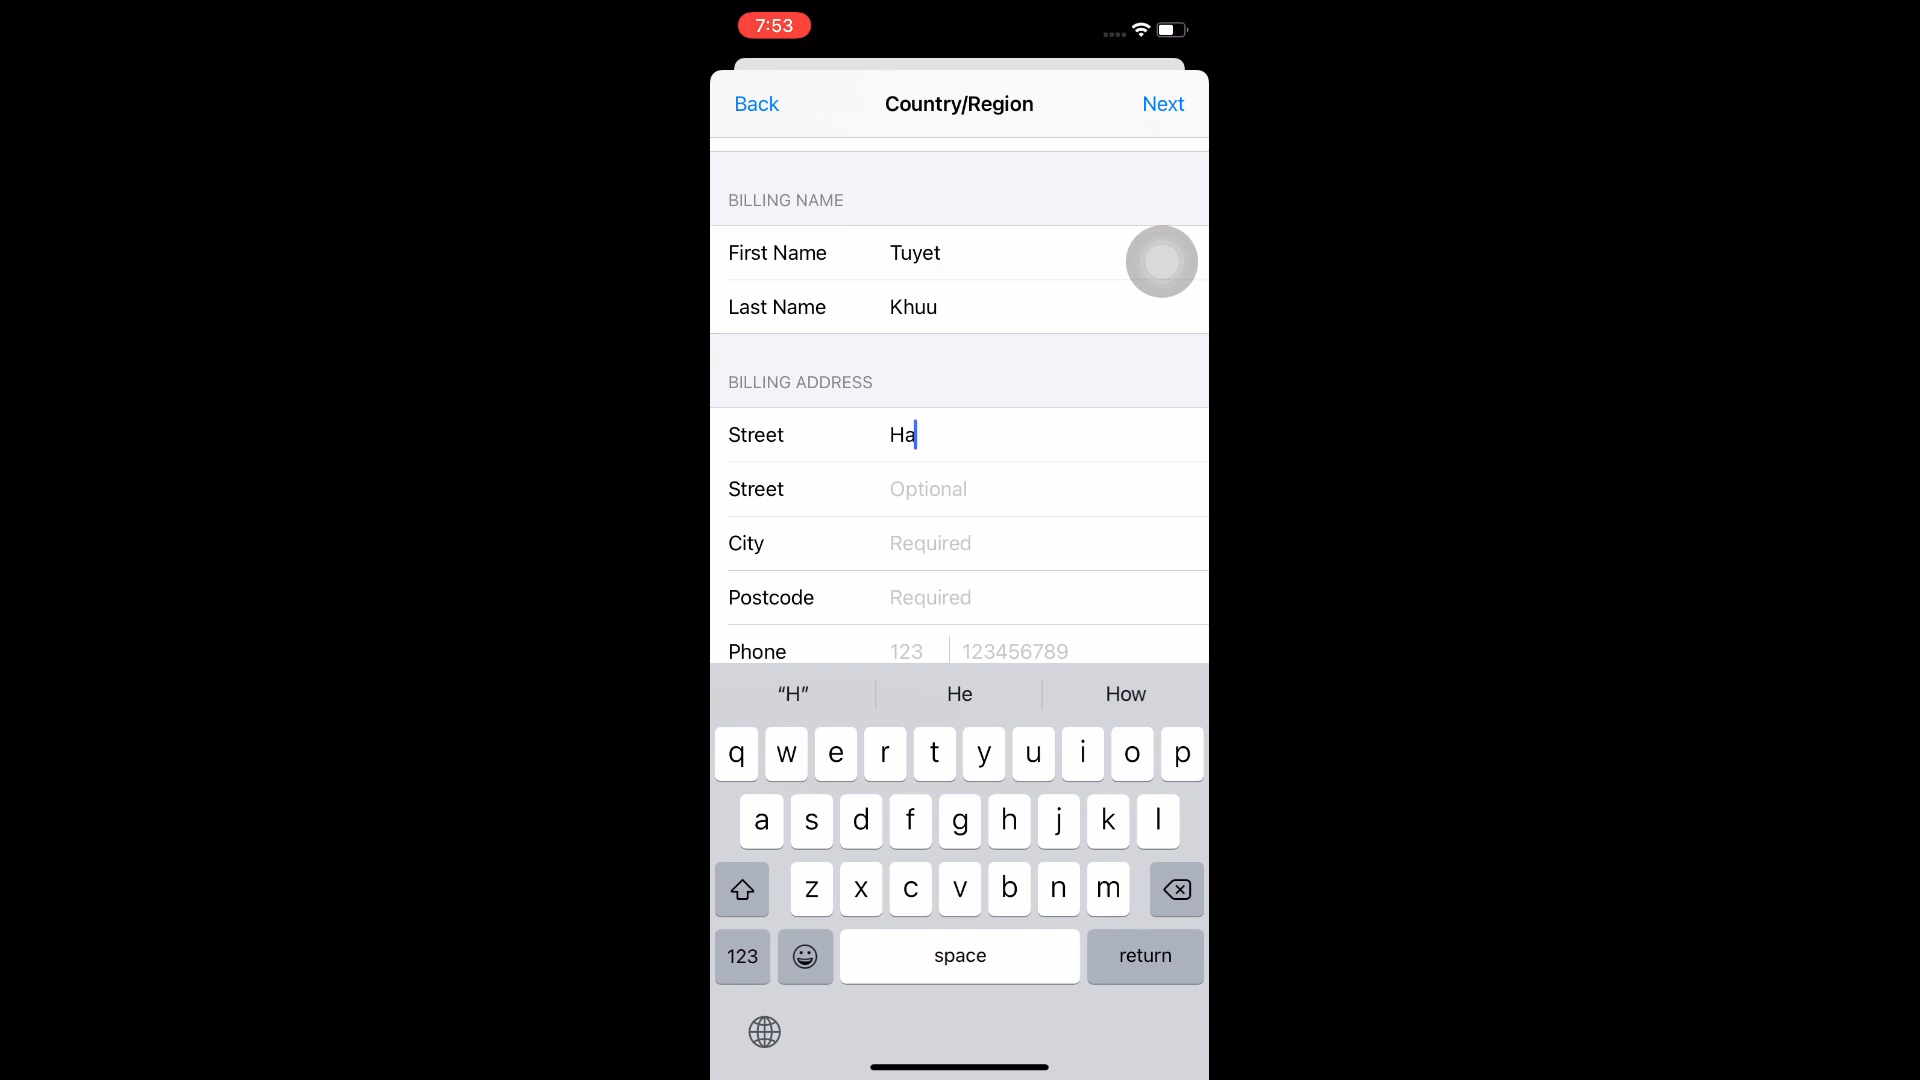 7:53
Back Country/Region Next
BILLING NAME
First Name Tuyet
Last Name Khuu
BILLING ADDRESS
Street Ha
Street Optional
City Required
Postcode Required
Phone 123 123456789
“H” He How
q w e r t y u i o p
a s d f g h j k l
z x c v b n m
123 space return